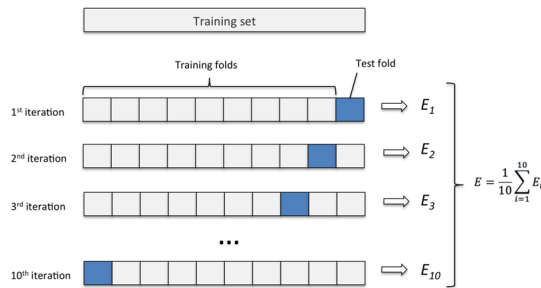 Training set
Training folds
Test fold
1st iteration
E1
2nd iteration
E2
3rd iteration
E3
...
10th iteration
E10
E = 1/10 ∑ i=1 10 Ei